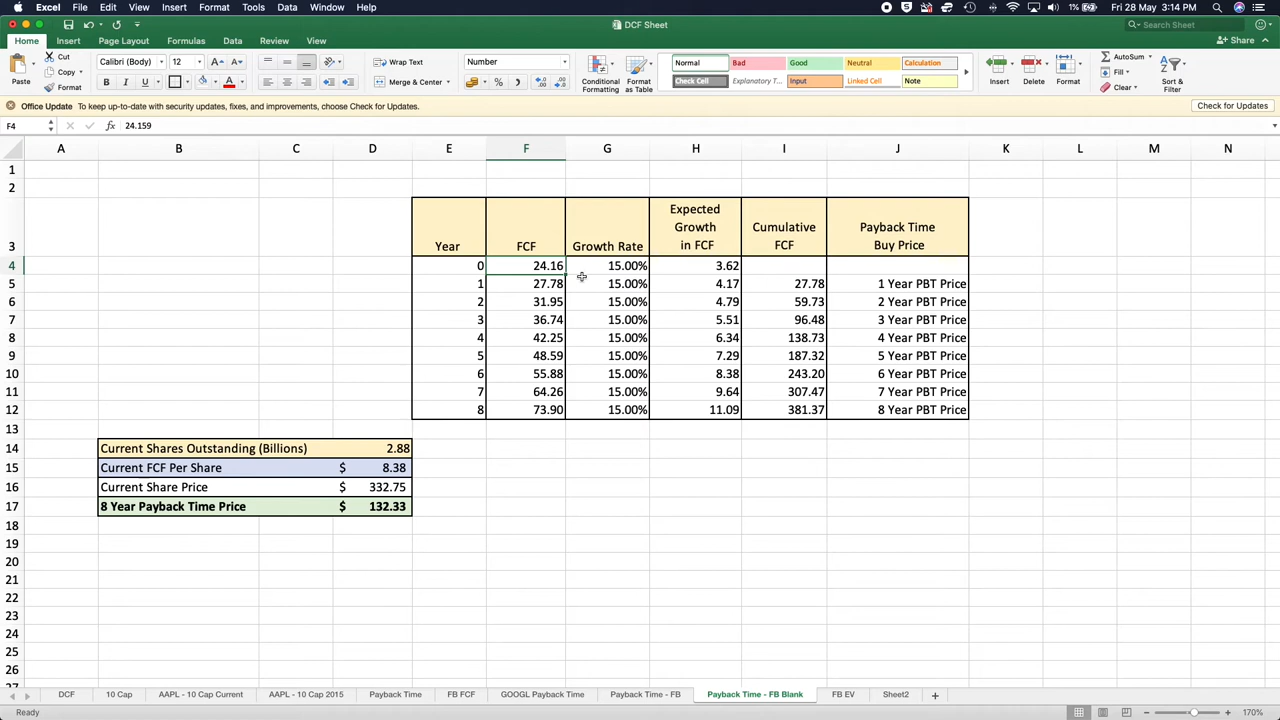 Excel File Edit View Insert Format Tools Data Window Help 5 1% Fri 28 May 3:14 PM
DCF Sheet Search Sheet
Home Insert Page Layout Formulas Data Review View Share
Paste Cut Copy Format Calibri (Body) 12 Wrap Text Merge & Center Number Conditional Formatting Format as Table Normal Bad Good Neutral Calculation Check Cell Explanatory T... Input Linked Cell Note Insert Delete Format AutoSum Fill Clear Sort & Filter
Office Update To keep up-to-date with security updates, fixes, and improvements, choose Check for Updates. Check for Updates
F4 fx 24.159
A B C D E F G H I J K L M N
1
2
3 Year FCF Growth Rate Expected Growth in FCF Cumulative FCF Payback Time Buy Price
4 0 24.16 15.00% 3.62
5 1 27.78 15.00% 4.17 27.78 1 Year PBT Price
6 2 31.95 15.00% 4.79 59.73 2 Year PBT Price
7 3 36.74 15.00% 5.51 96.48 3 Year PBT Price
8 4 42.25 15.00% 6.34 138.73 4 Year PBT Price
9 5 48.59 15.00% 7.29 187.32 5 Year PBT Price
10 6 55.88 15.00% 8.38 243.20 6 Year PBT Price
11 7 64.26 15.00% 9.64 307.47 7 Year PBT Price
12 8 73.90 15.00% 11.09 381.37 8 Year PBT Price
13
14 Current Shares Outstanding (Billions) 2.88
15 Current FCF Per Share $ 8.38
16 Current Share Price $ 332.75
17 8 Year Payback Time Price $ 132.33
18
19
20
21
22
23
24
25
26
27
DCF 10 Cap AAPL - 10 Cap Current AAPL - 10 Cap 2015 Payback Time FB FCF GOOGL Payback Time Payback Time - FB Payback Time - FB Blank FB EV Sheet2 +
Ready 170%